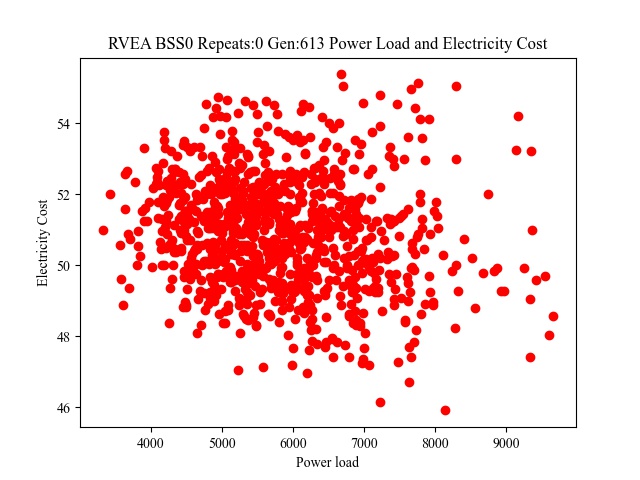 RVEA BSS0 Repeats:0 Gen:613 Power Load and Electricity Cost
Electricity Cost
54
52
50
48
46
4000 5000 6000 7000 8000 9000
Power load